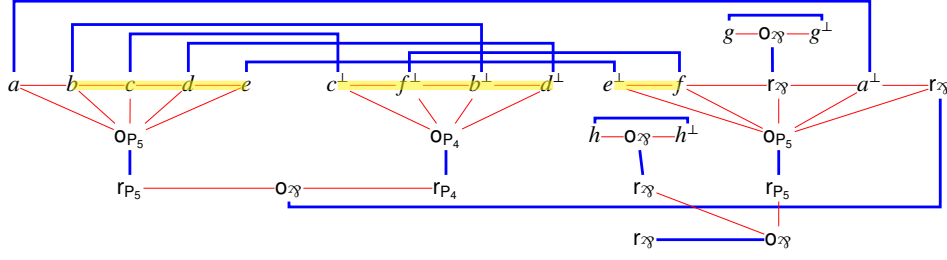 g o⅋ g⊥
a b c d e c⊥ f⊥ b⊥ d⊥ e⊥ f r⅋ a⊥ r⅋
oP₅ oP₄ h o⅋ h⊥ oP₅
rP₅ o⅋ rP₄ r⅋ rP₅
r⅋ o⅋